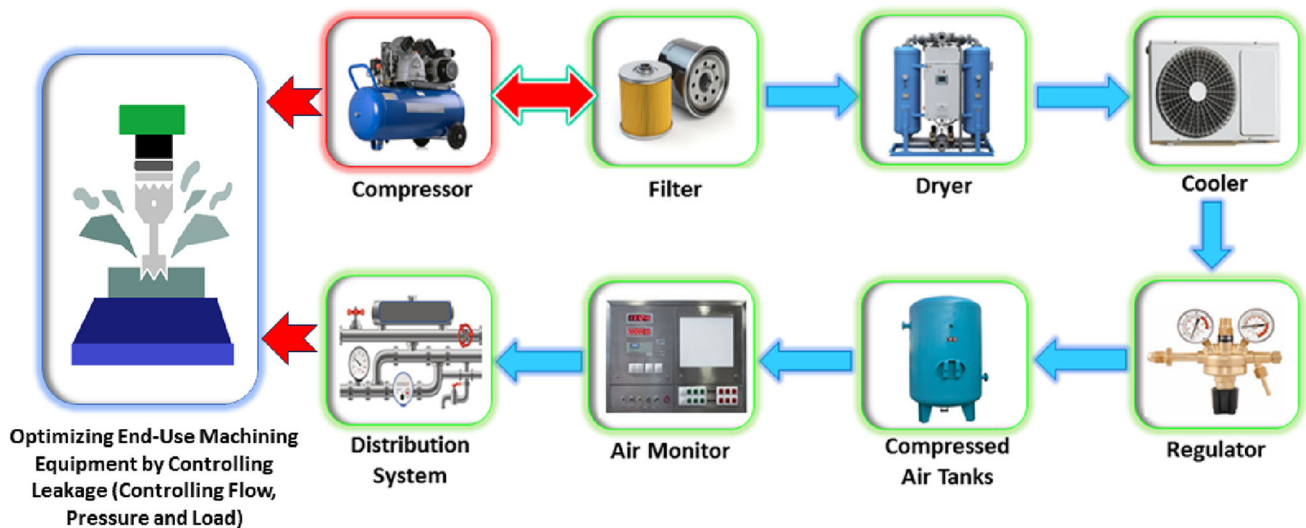 Compressor
Filter
Dryer
Cooler
Optimizing End-Use Machining
Equipment by Controlling
Leakage (Controlling Flow,
Pressure and Load)
Distribution
System
Air Monitor
Compressed
Air Tanks
Regulator